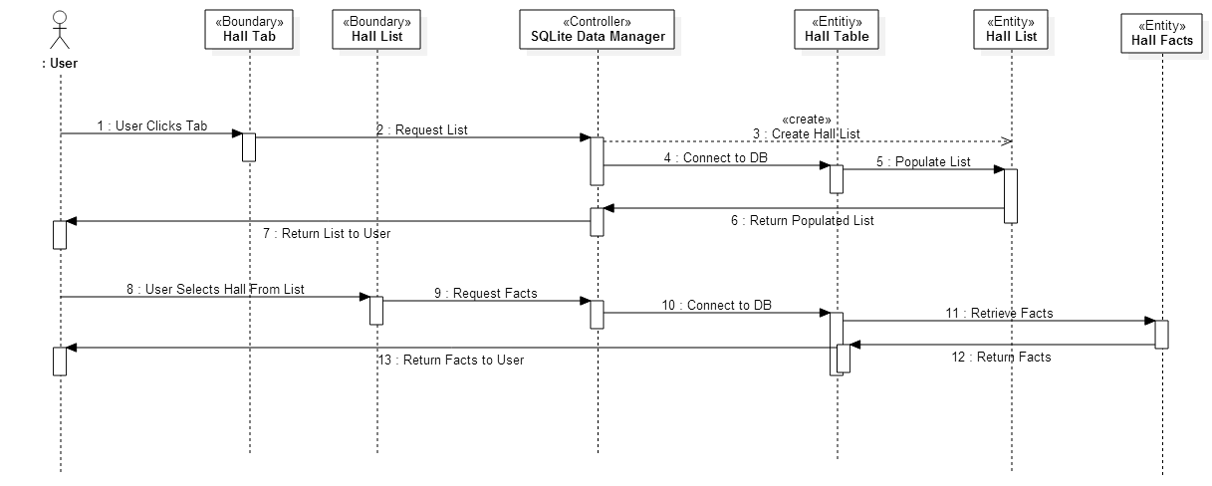 «Boundary»
Hall Tab
«Boundary»
Hall List
«Controller»
SQLite Data Manager
«Entitiy»
Hall Table
«Entity»
Hall List
«Entity»
Hall Facts
: User
1 : User Clicks Tab
2 : Request List
«create»
3 : Create Hall List
4 : Connect to DB
5 : Populate List
6 : Return Populated List
7 : Return List to User
8 : User Selects Hall From List
9 : Request Facts
10 : Connect to DB
11 : Retrieve Facts
12 : Return Facts
13 : Return Facts to User